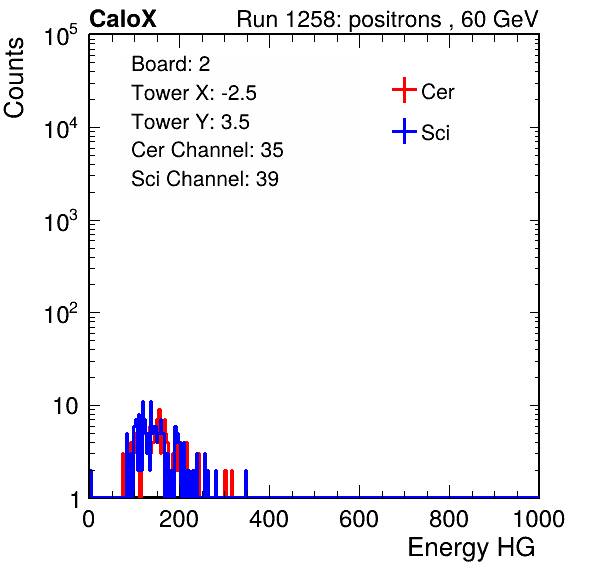 CaloX Run 1258: positrons , 60 GeV
Counts
10^5
10^4
10^3
10^2
10
1
Board: 2
Tower X: -2.5
Tower Y: 3.5
Cer Channel: 35
Sci Channel: 39
Cer
Sci
0 200 400 600 800 1000
Energy HG